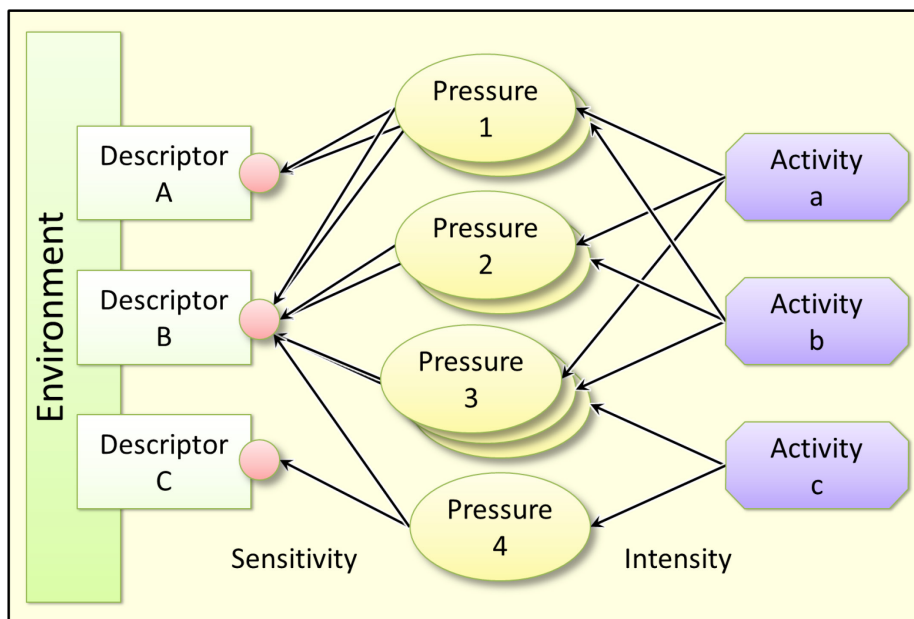 Environment
Descriptor
A
Descriptor
B
Descriptor
C
Sensitivity
Pressure
1
Pressure
2
Pressure
3
Pressure
4
Intensity
Activity
a
Activity
b
Activity
c